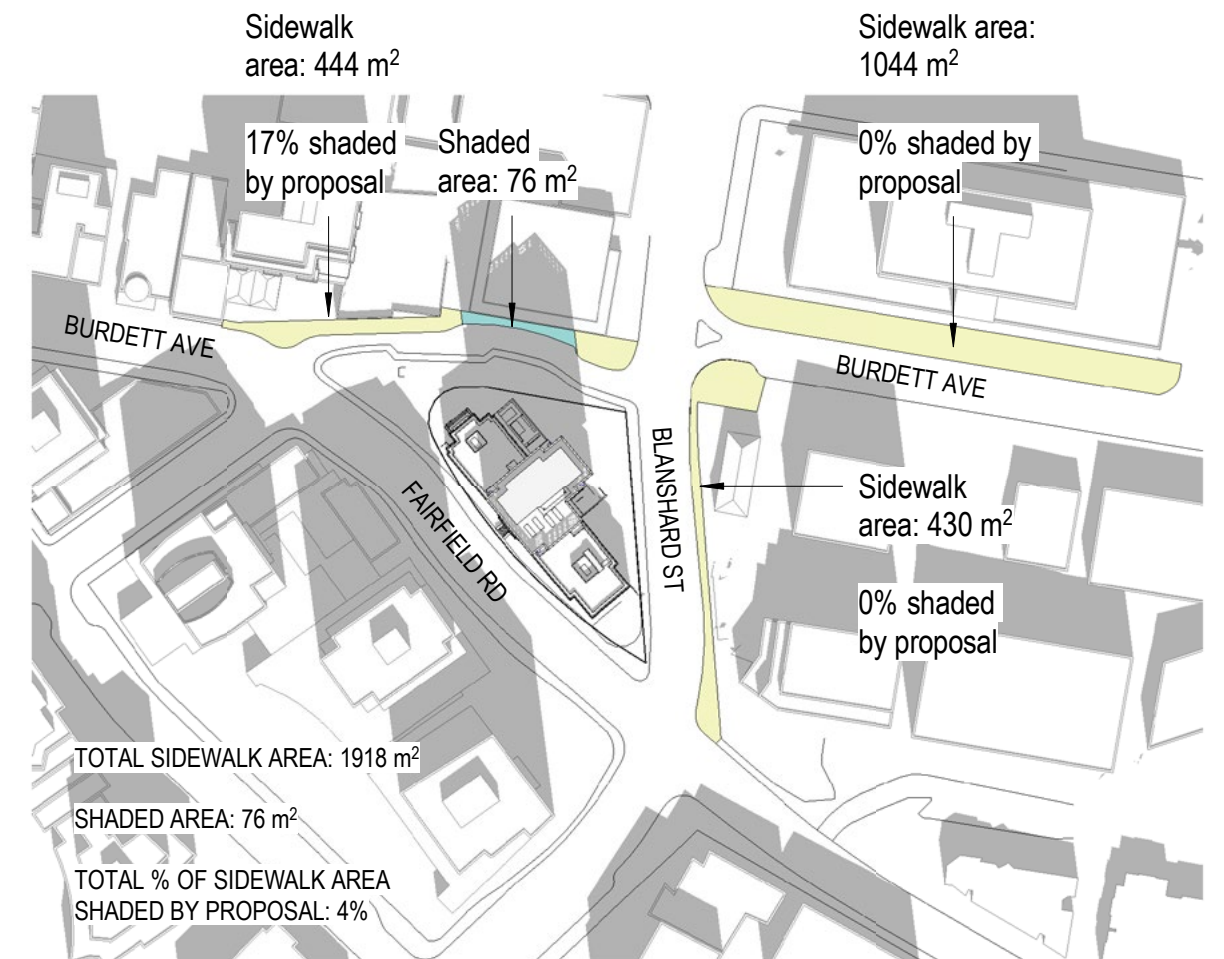 Sidewalk
area: 444 m²
Sidewalk area:
1044 m²
17% shaded
by proposal
Shaded
area: 76 m²
0% shaded by
proposal
BURDETT AVE
BURDETT AVE
BLANSHARD ST
FAIRFIELD RD
Sidewalk
area: 430 m²
0% shaded
by proposal
TOTAL SIDEWALK AREA: 1918 m²
SHADED AREA: 76 m²
TOTAL % OF SIDEWALK AREA
SHADED BY PROPOSAL: 4%